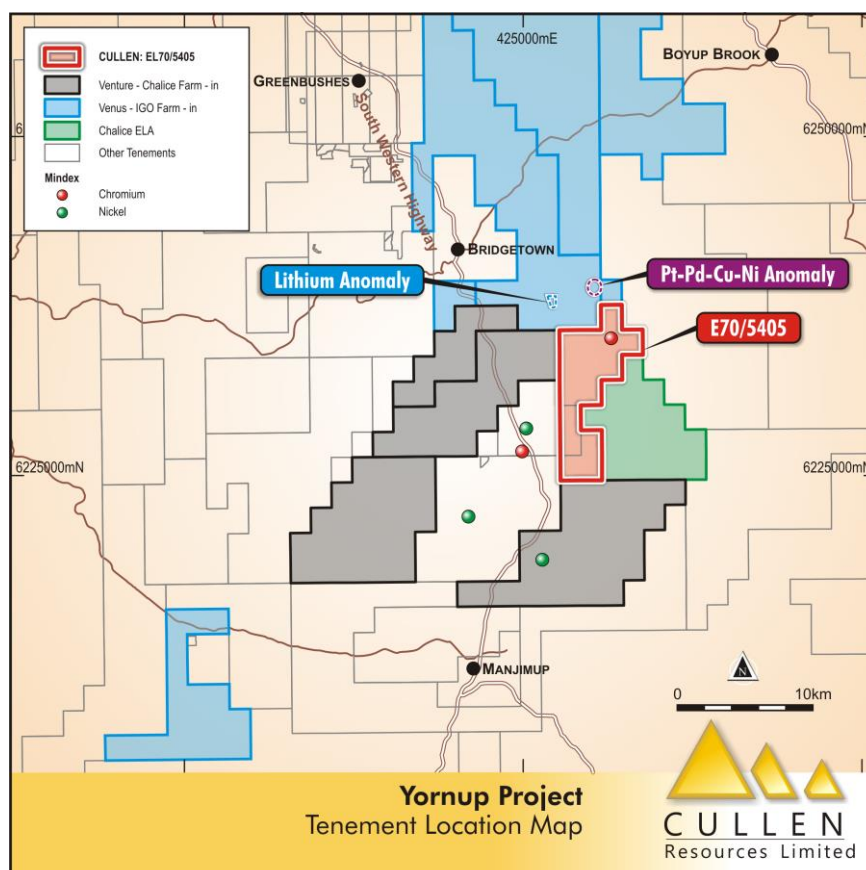 CULLEN: EL70/5405
Venture - Chalice Farm - in
Venus - IGO Farm - in
Chalice ELA
Other Tenements
Mindex
Chromium
Nickel
425000mE
GREENBUSHES
BOYUP BROOK
South Western Highway
6250000mN
BRIDGETOWN
Lithium Anomaly
Pt-Pd-Cu-Ni Anomaly
E70/5405
6225000mN
6225000mN
MANJIMUP
N
0 10km
Yornup Project
Tenement Location Map
CULLEN
Resources Limited